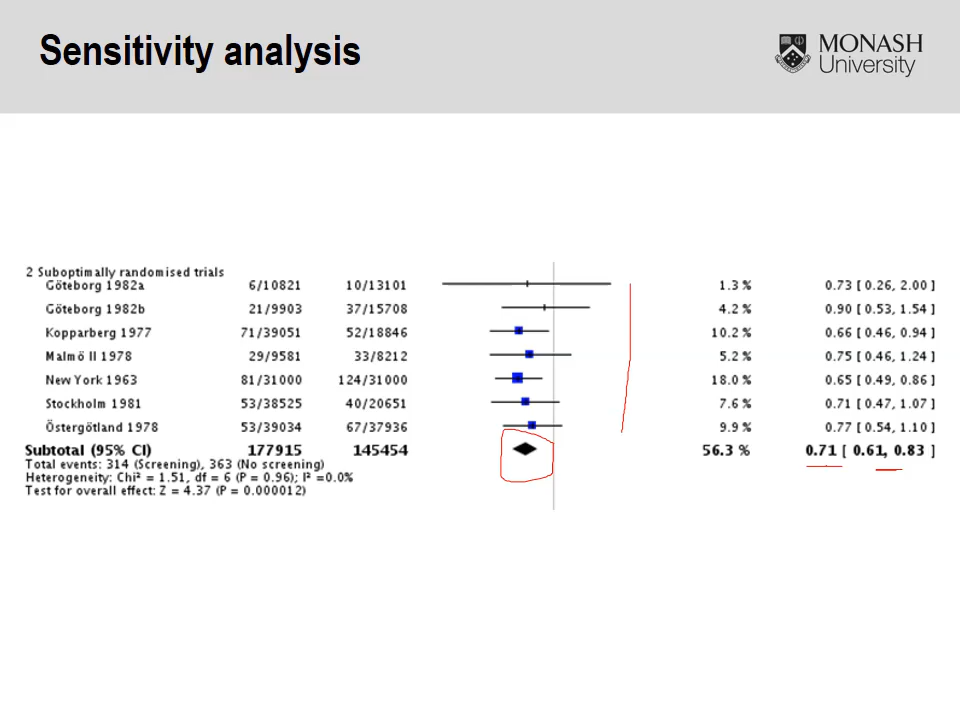 Sensitivity analysis
MONASH
University
2 Suboptimally randomised trials
Göteborg 1982a 6/10821 10/13101 1.3 % 0.73 [ 0.26, 2.00 ]
Göteborg 1982b 21/9903 37/15708 4.2 % 0.90 [ 0.53, 1.54 ]
Kopparberg 1977 71/39051 52/18846 10.2 % 0.66 [ 0.46, 0.94 ]
Malmö II 1978 29/9581 33/8212 5.2 % 0.75 [ 0.46, 1.24 ]
New York 1963 81/31000 124/31000 18.0 % 0.65 [ 0.49, 0.86 ]
Stockholm 1981 53/38525 40/20651 7.6 % 0.71 [ 0.47, 1.07 ]
Östergötland 1978 53/39034 67/37936 9.9 % 0.77 [ 0.54, 1.10 ]
Subtotal (95% CI) 177915 145454 56.3 % 0.71 [ 0.61, 0.83 ]
Total events: 314 (Screening), 363 (No screening)
Heterogeneity: Chi² = 1.51, df = 6 (P = 0.96); I² =0.0%
Test for overall effect: Z = 4.37 (P = 0.000012)